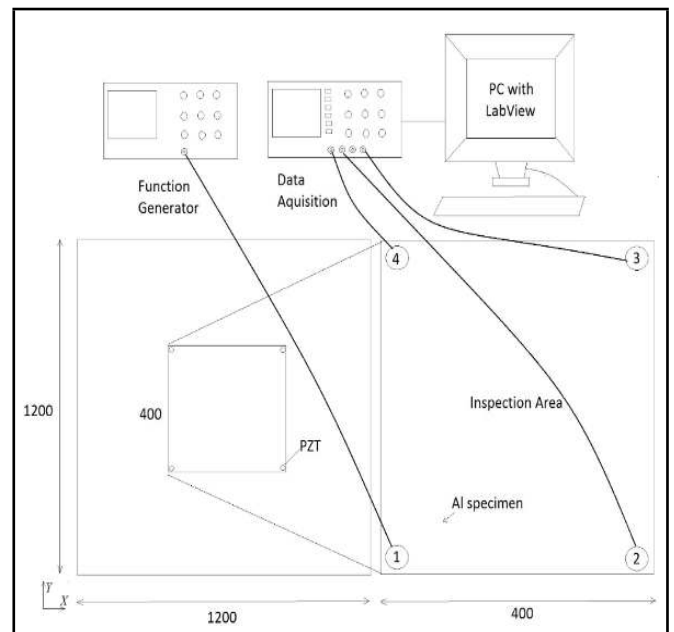 PC with
LabView
Function
Generator
Data
Aquisition
4
3
1200
400
Inspection Area
PZT
Al specimen
1
2
Y
X
1200
400